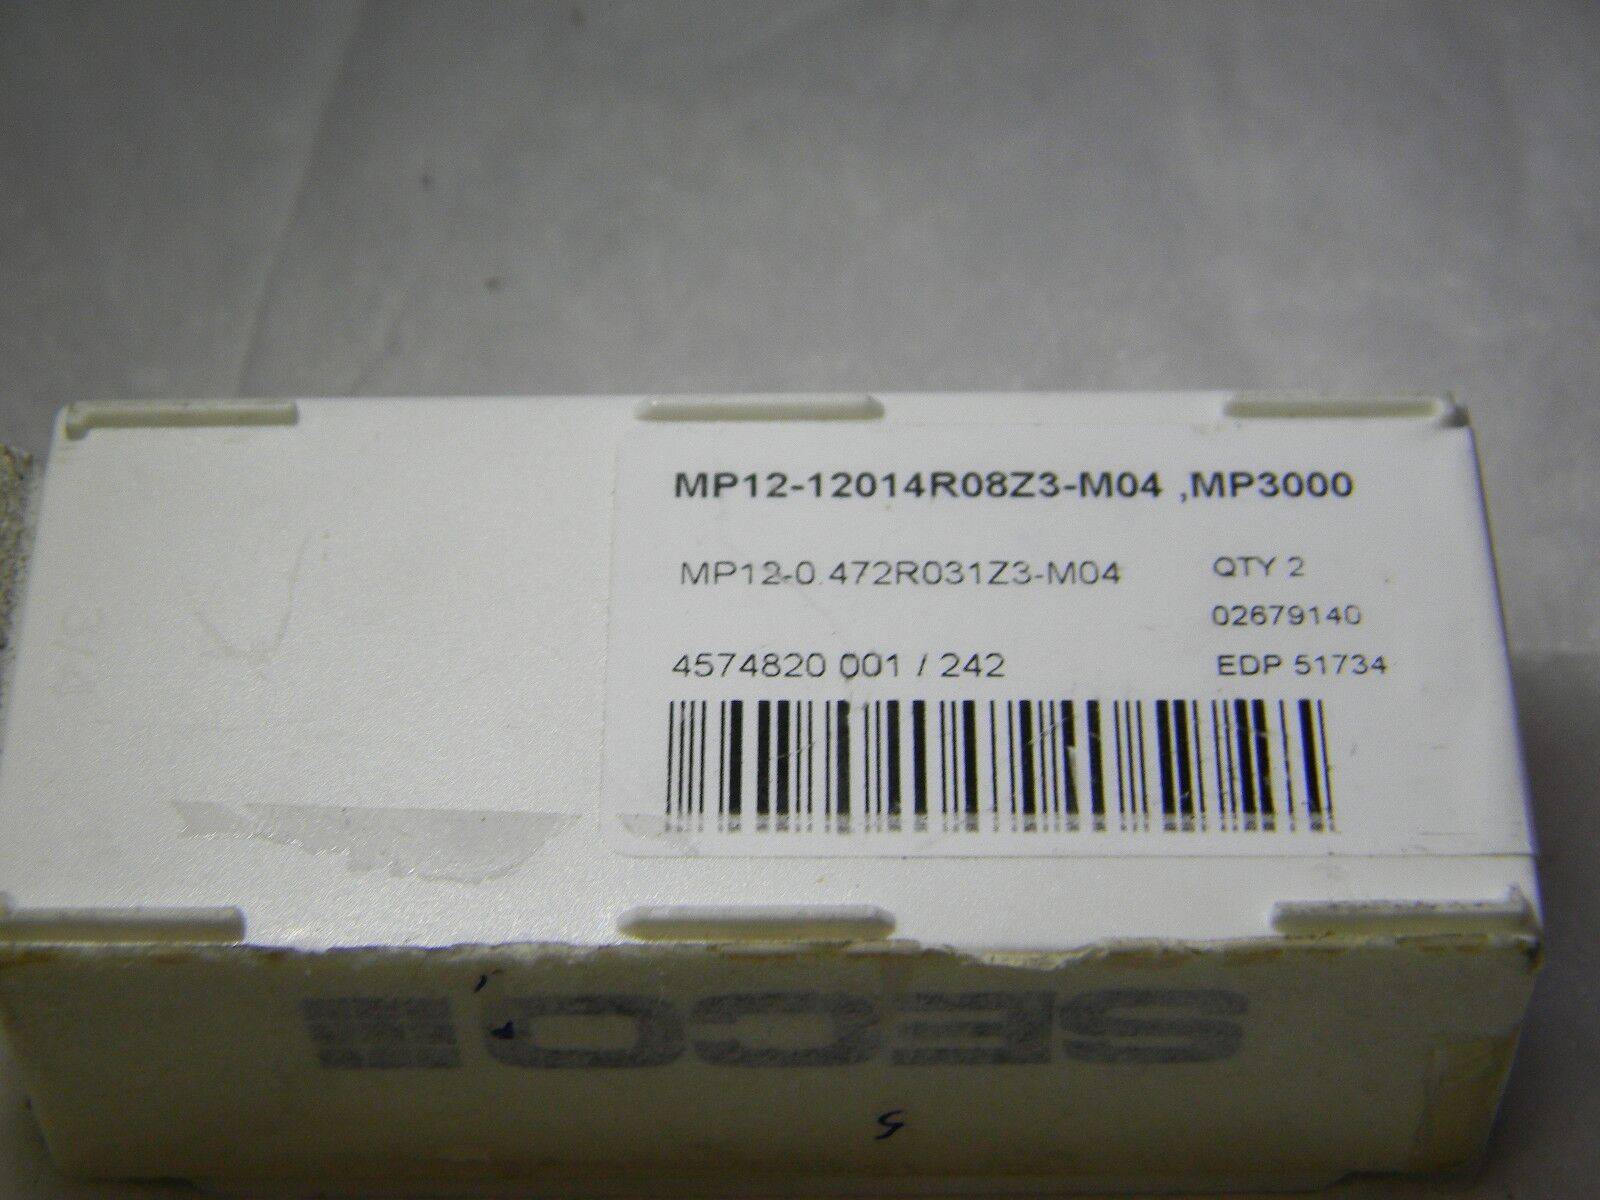 MP12-12014R08Z3-M04 ,MP3000
MP12-0.472R031Z3-M04
QTY 2
02679140
4574820 001 / 242
EDP 51734
SECO